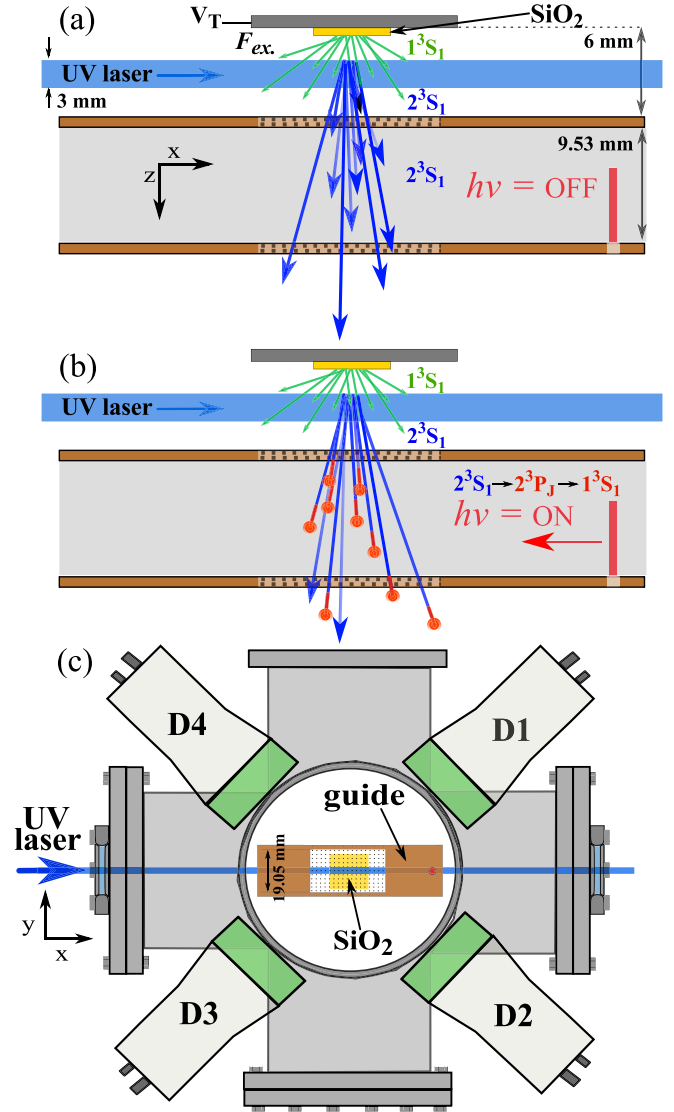 (a)
V_T
SiO₂
F_ex.
1³S₁
6 mm
UV laser
3 mm
2³S₁
9.53 mm
x
z
2³S₁
hν = OFF
(b)
1³S₁
UV laser
2³S₁
2³S₁→2³P_J→1³S₁
hν = ON
(c)
D4
D1
guide
UV
laser
19.05 mm
y
x
SiO₂
D3
D2